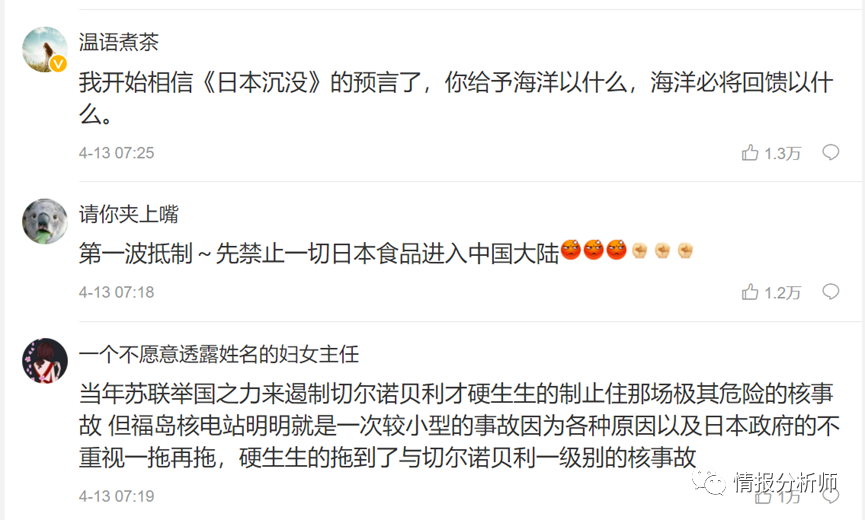 温语煮茶
我开始相信《日本沉没》的预言了，你给予海洋以什么，海洋必将回馈以什
么。
4-13 07:25
1.3万
请你夹上嘴
第一波抵制～先禁止一切日本食品进入中国大陆
4-13 07:18
1.2万
一个不愿意透露姓名的妇女主任
当年苏联举国之力来遏制切尔诺贝利才硬生生的制止住那场极其危险的核事
故 但福岛核电站明明就是一次较小型的事故因为各种原因以及日本政府的不
重视一拖再拖，硬生生的拖到了与切尔诺贝利一级别的核事故
情报分析师
4-13 07:19
1万